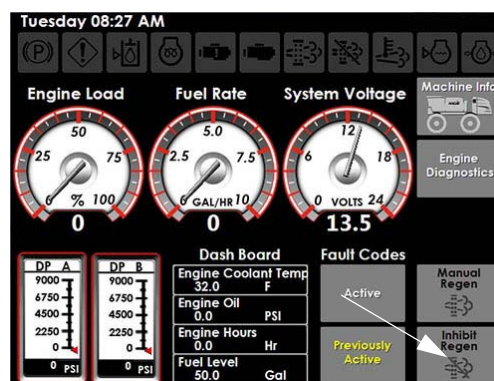 Tuesday 08:27 AM
Engine Load
Fuel Rate
System Voltage
Machine Info
25
50
75
0
%
100
0
2.5
5.0
7.5
0
GAL/HR
10
0
6
12
18
0
VOLTS
24
13.5
Engine
Diagnostics
DP A
9000
6750
4500
2250
0
0 PSI
DP B
9000
6750
4500
2250
0
0 PSI
Dash Board
Engine Coolant Temp
32.0 F
Engine Oil
0.0 PSI
Engine Hours
0.0 Hr
Fuel Level
50.0 Gal
Fault Codes
Active
Previously
Active
Manual
Regen
Inhibit
Regen